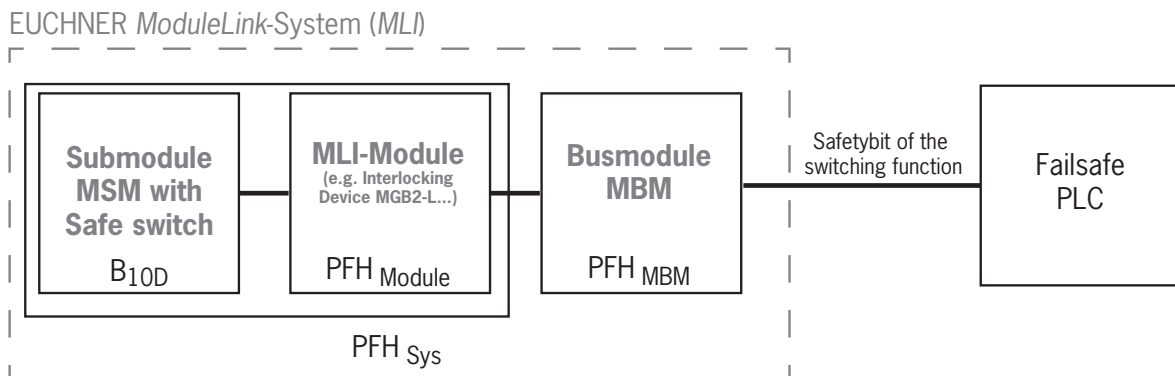 EUCHNER ModuleLink-System (MLI)
Submodule
MSM with
Safe switch
B10D
MLI-Module
(e.g. Interlocking
Device MGB2-L...)
PFH Module
PFH Sys
Busmodule
MBM
PFH MBM
Safetybit of the
switching function
Failsafe
PLC